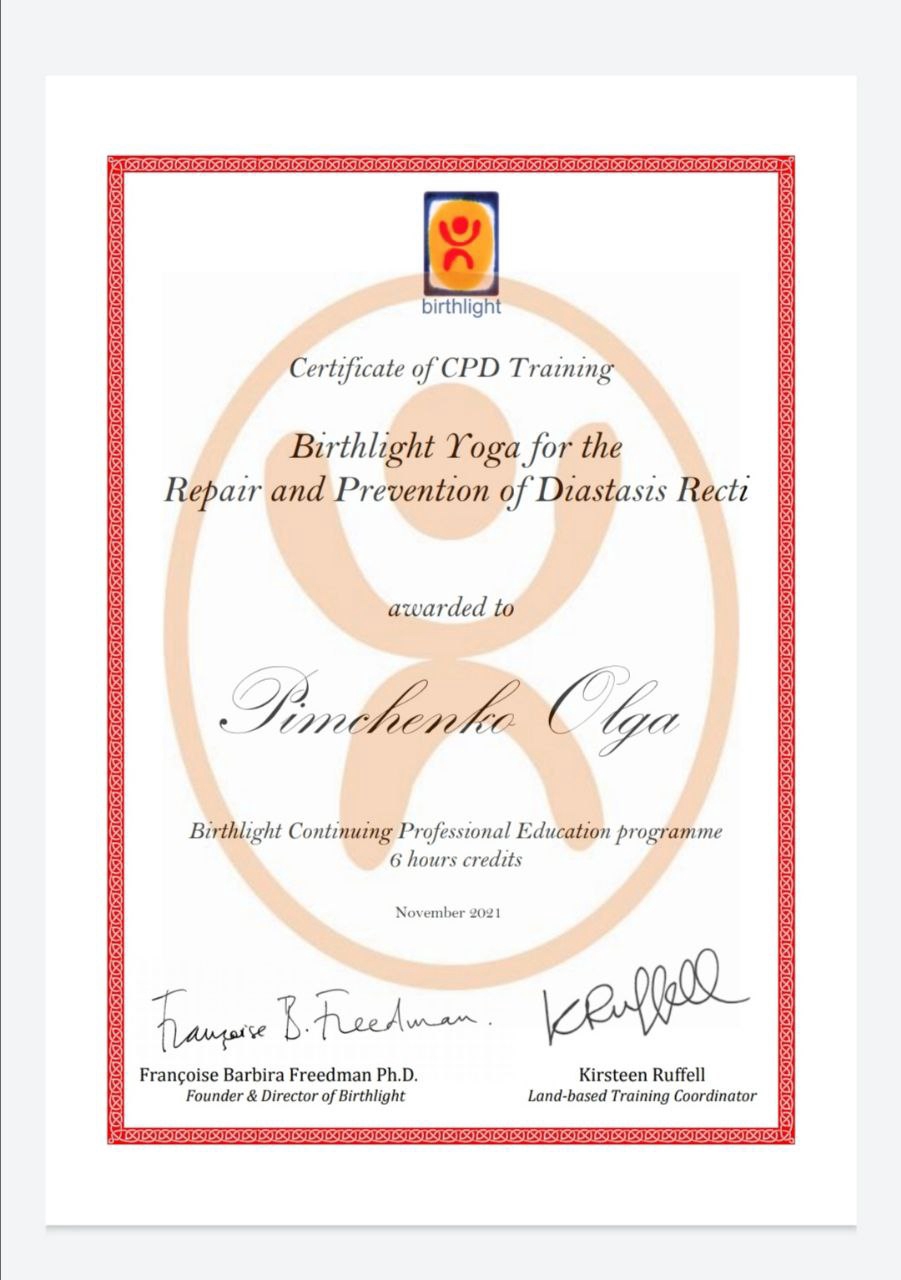 birthlight
Certificate of CPD Training
Birthlight Yoga for the
Repair and Prevention of Diastasis Recti
awarded to
Pimchenko Olga
Birthlight Continuing Professional Education programme
6 hours credits
November 2021
Françoise B. Freedman.
KRuffell
Françoise Barbira Freedman Ph.D.
Kirsteen Ruffell
Founder & Director of Birthlight
Land-based Training Coordinator